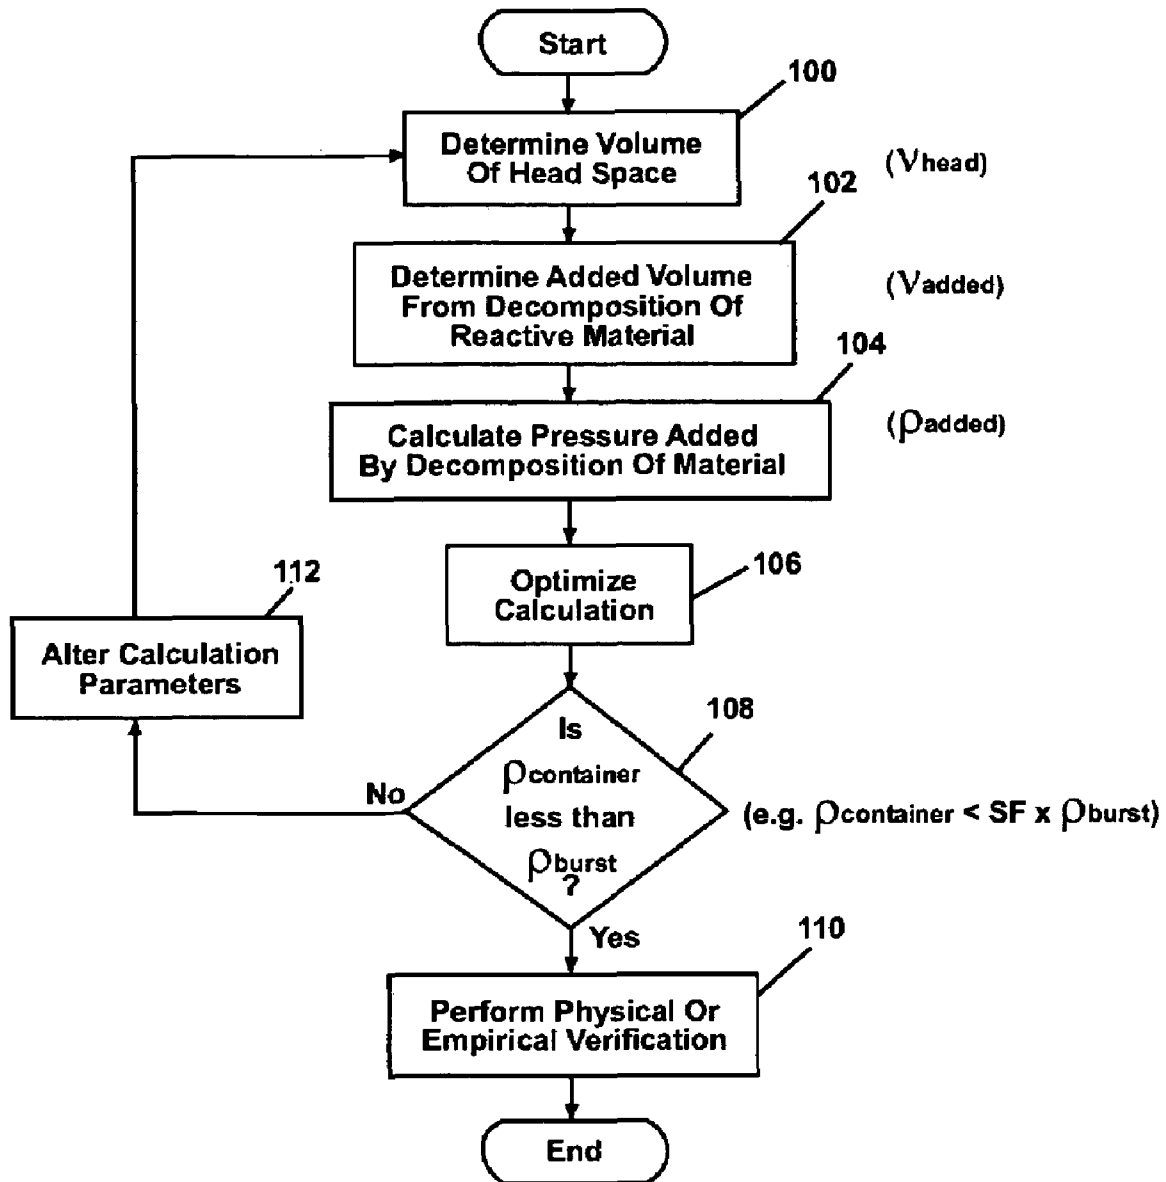 Start
100
Determine Volume
Of Head Space
(Vhead)
102
Determine Added Volume
From Decomposition Of
Reactive Material
(Vadded)
104
Calculate Pressure Added
By Decomposition Of Material
(ρadded)
106
Optimize
Calculation
112
Alter Calculation
Parameters
108
Is
ρcontainer
less than
ρburst
?
No
(e.g. ρcontainer < SF x ρburst)
Yes
110
Perform Physical Or
Empirical Verification
End